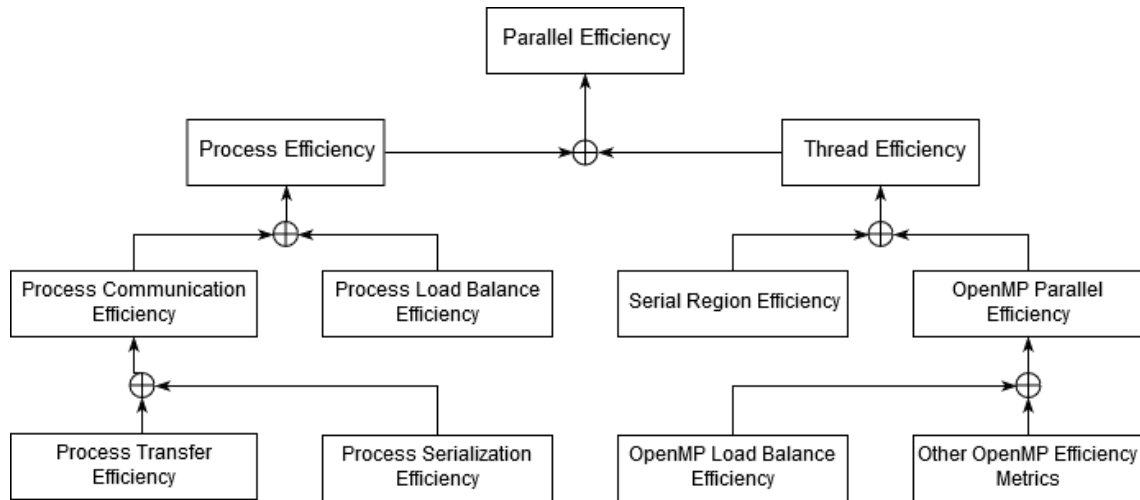 Parallel Efficiency
Process Efficiency
Thread Efficiency
Process Communication
Efficiency
Process Load Balance
Efficiency
Serial Region Efficiency
OpenMP Parallel
Efficiency
Process Transfer
Efficiency
Process Serialization
Efficiency
OpenMP Load Balance
Efficiency
Other OpenMP Efficiency
Metrics